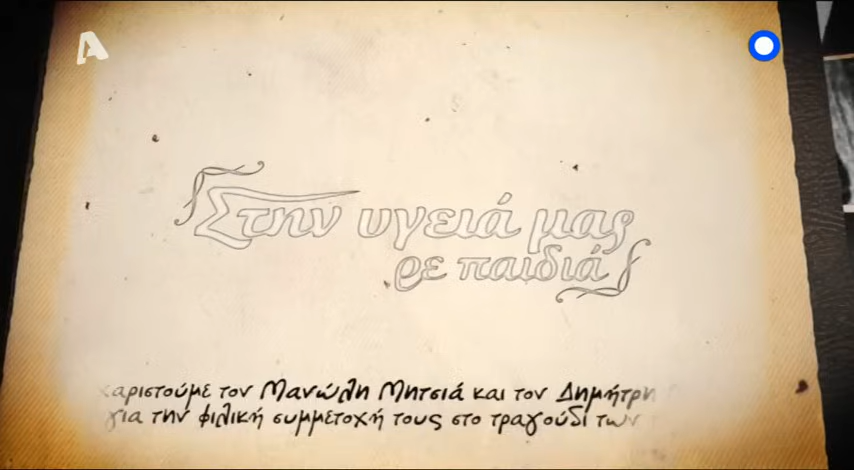 Στην υγειά μας
ρε παιδιά
χαριστούμε τον Μανώλη Μητσιά και τον Δημήτρη
για την φιλική συμμετοχή τους στο τραγούδι των